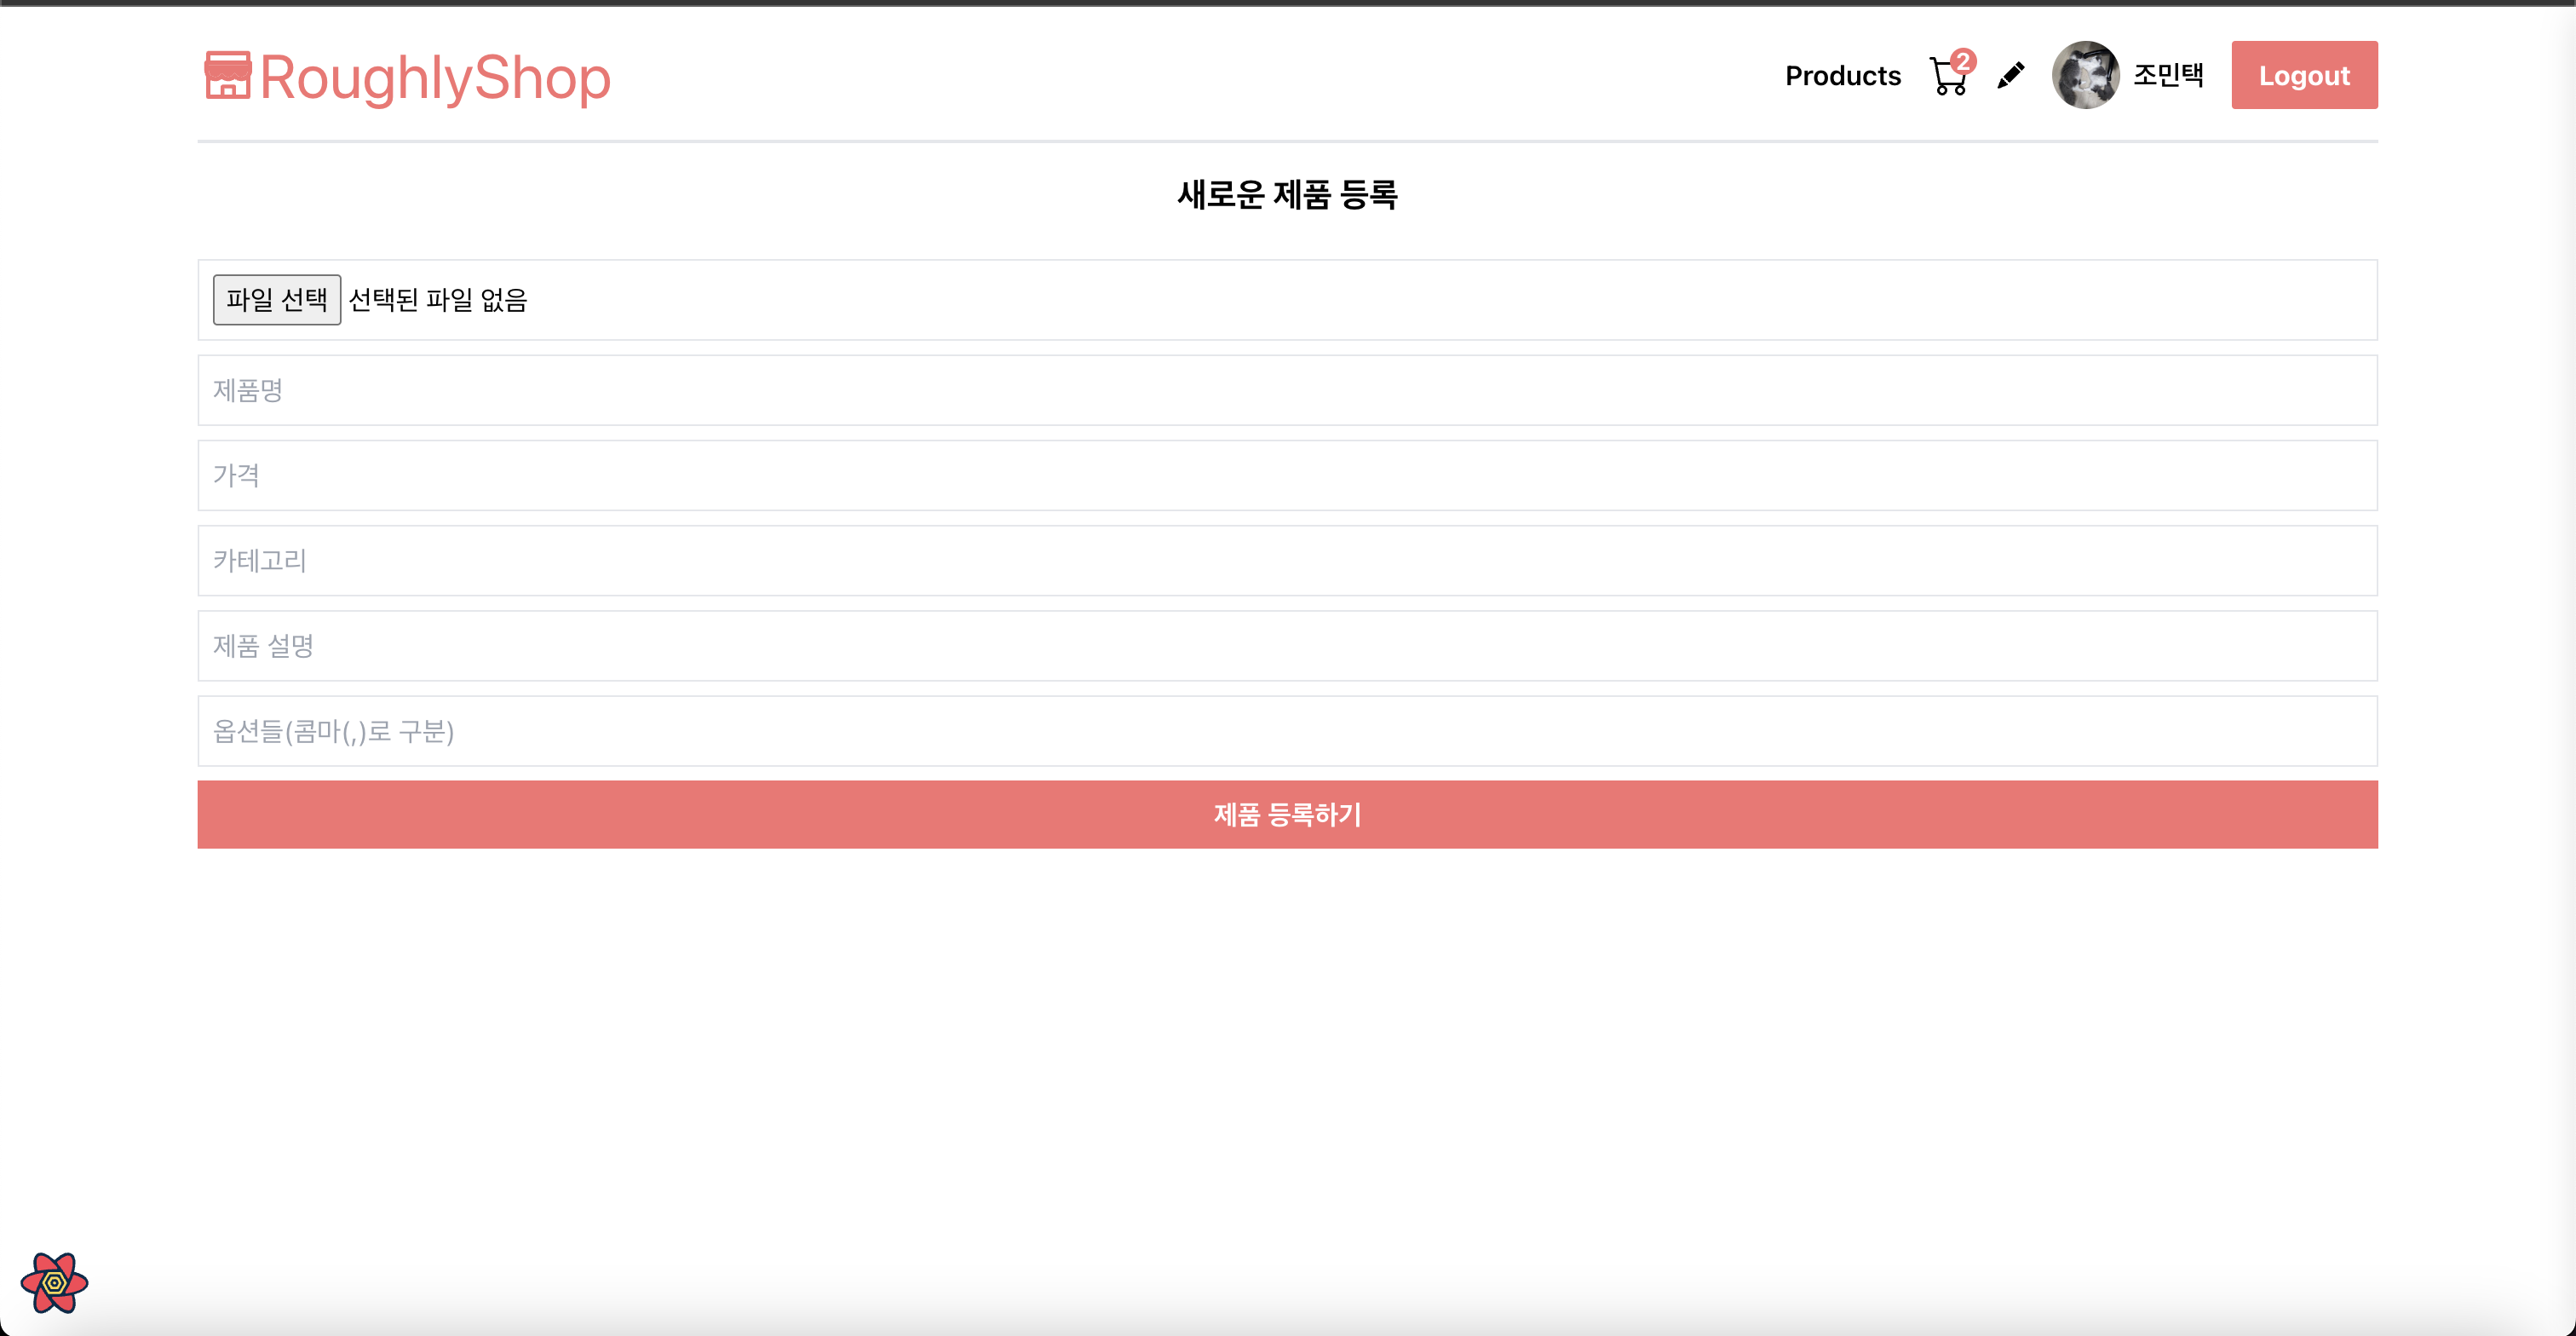 RoughlyShop
Products 2 조민택 Logout
새로운 제품 등록
파일 선택 선택된 파일 없음
제품명
가격
카테고리
제품 설명
옵션들(콤마(,)로 구분)
제품 등록하기